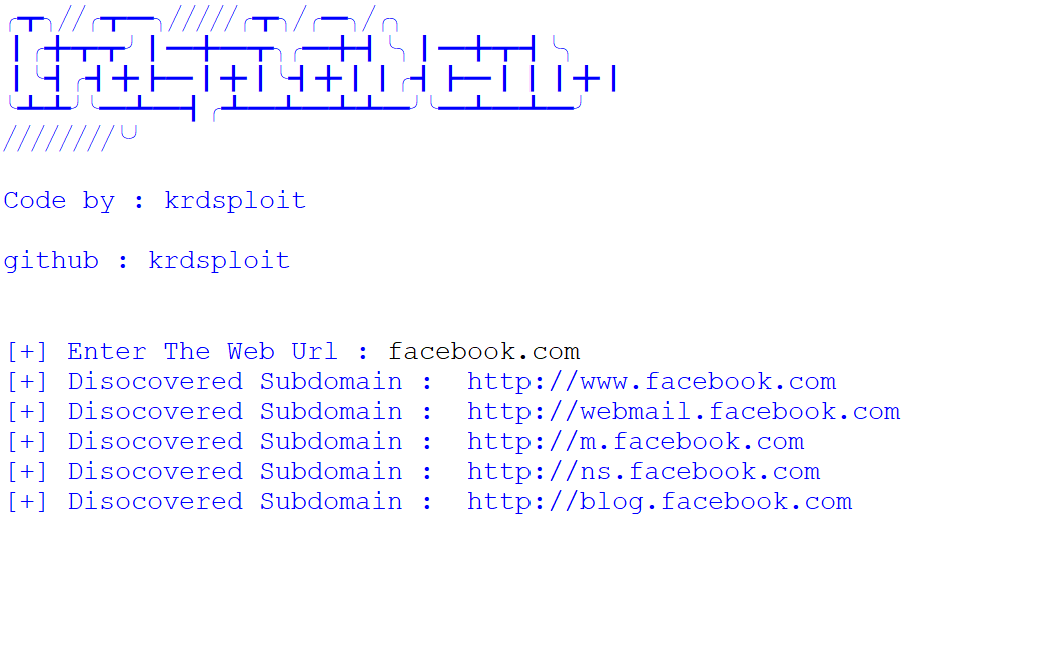 Code by : krdsploit
github : krdsploit
[+] Enter The Web Url : facebook.com
[+] Disocovered Subdomain :  http://www.facebook.com
[+] Disocovered Subdomain :  http://webmail.facebook.com
[+] Disocovered Subdomain :  http://m.facebook.com
[+] Disocovered Subdomain :  http://ns.facebook.com
[+] Disocovered Subdomain :  http://blog.facebook.com